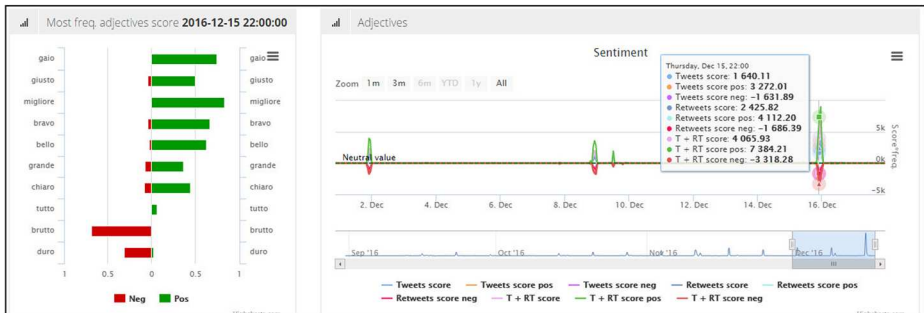 Most freq. adjectives score 2016-12-15 22:00:00
gaio
giusto
migliore
bravo
bello
grande
chiaro
tutto
brutto
duro
gaio
giusto
migliore
bravo
bello
grande
chiaro
tutto
brutto
duro
1 0.5 0 0.5 1
Neg Pos
Adjectives
Sentiment
Zoom 1m 3m 6m YTD 1y All
Thursday, Dec 15, 22:00
Tweets score: 1 640.11
Tweets score pos: 3 272.01
Tweets score neg: −1 631.89
Retweets score: 2 425.82
Retweets score pos: 4 112.20
Retweets score neg: −1 686.39
T + RT score: 4 065.93
T + RT score pos: 7 384.21
T + RT score neg: −3 318.28
Neutral value
5k
0k
−5k
Score*freq.
2. Dec 4. Dec 6. Dec 8. Dec 10. Dec 12. Dec 14. Dec 16. Dec
Sep '16 Oct '16 Nov '16 Dec '16
Tweets score Tweets score pos Tweets score neg Retweets score Retweets score pos
Retweets score neg T + RT score T + RT score pos T + RT score neg